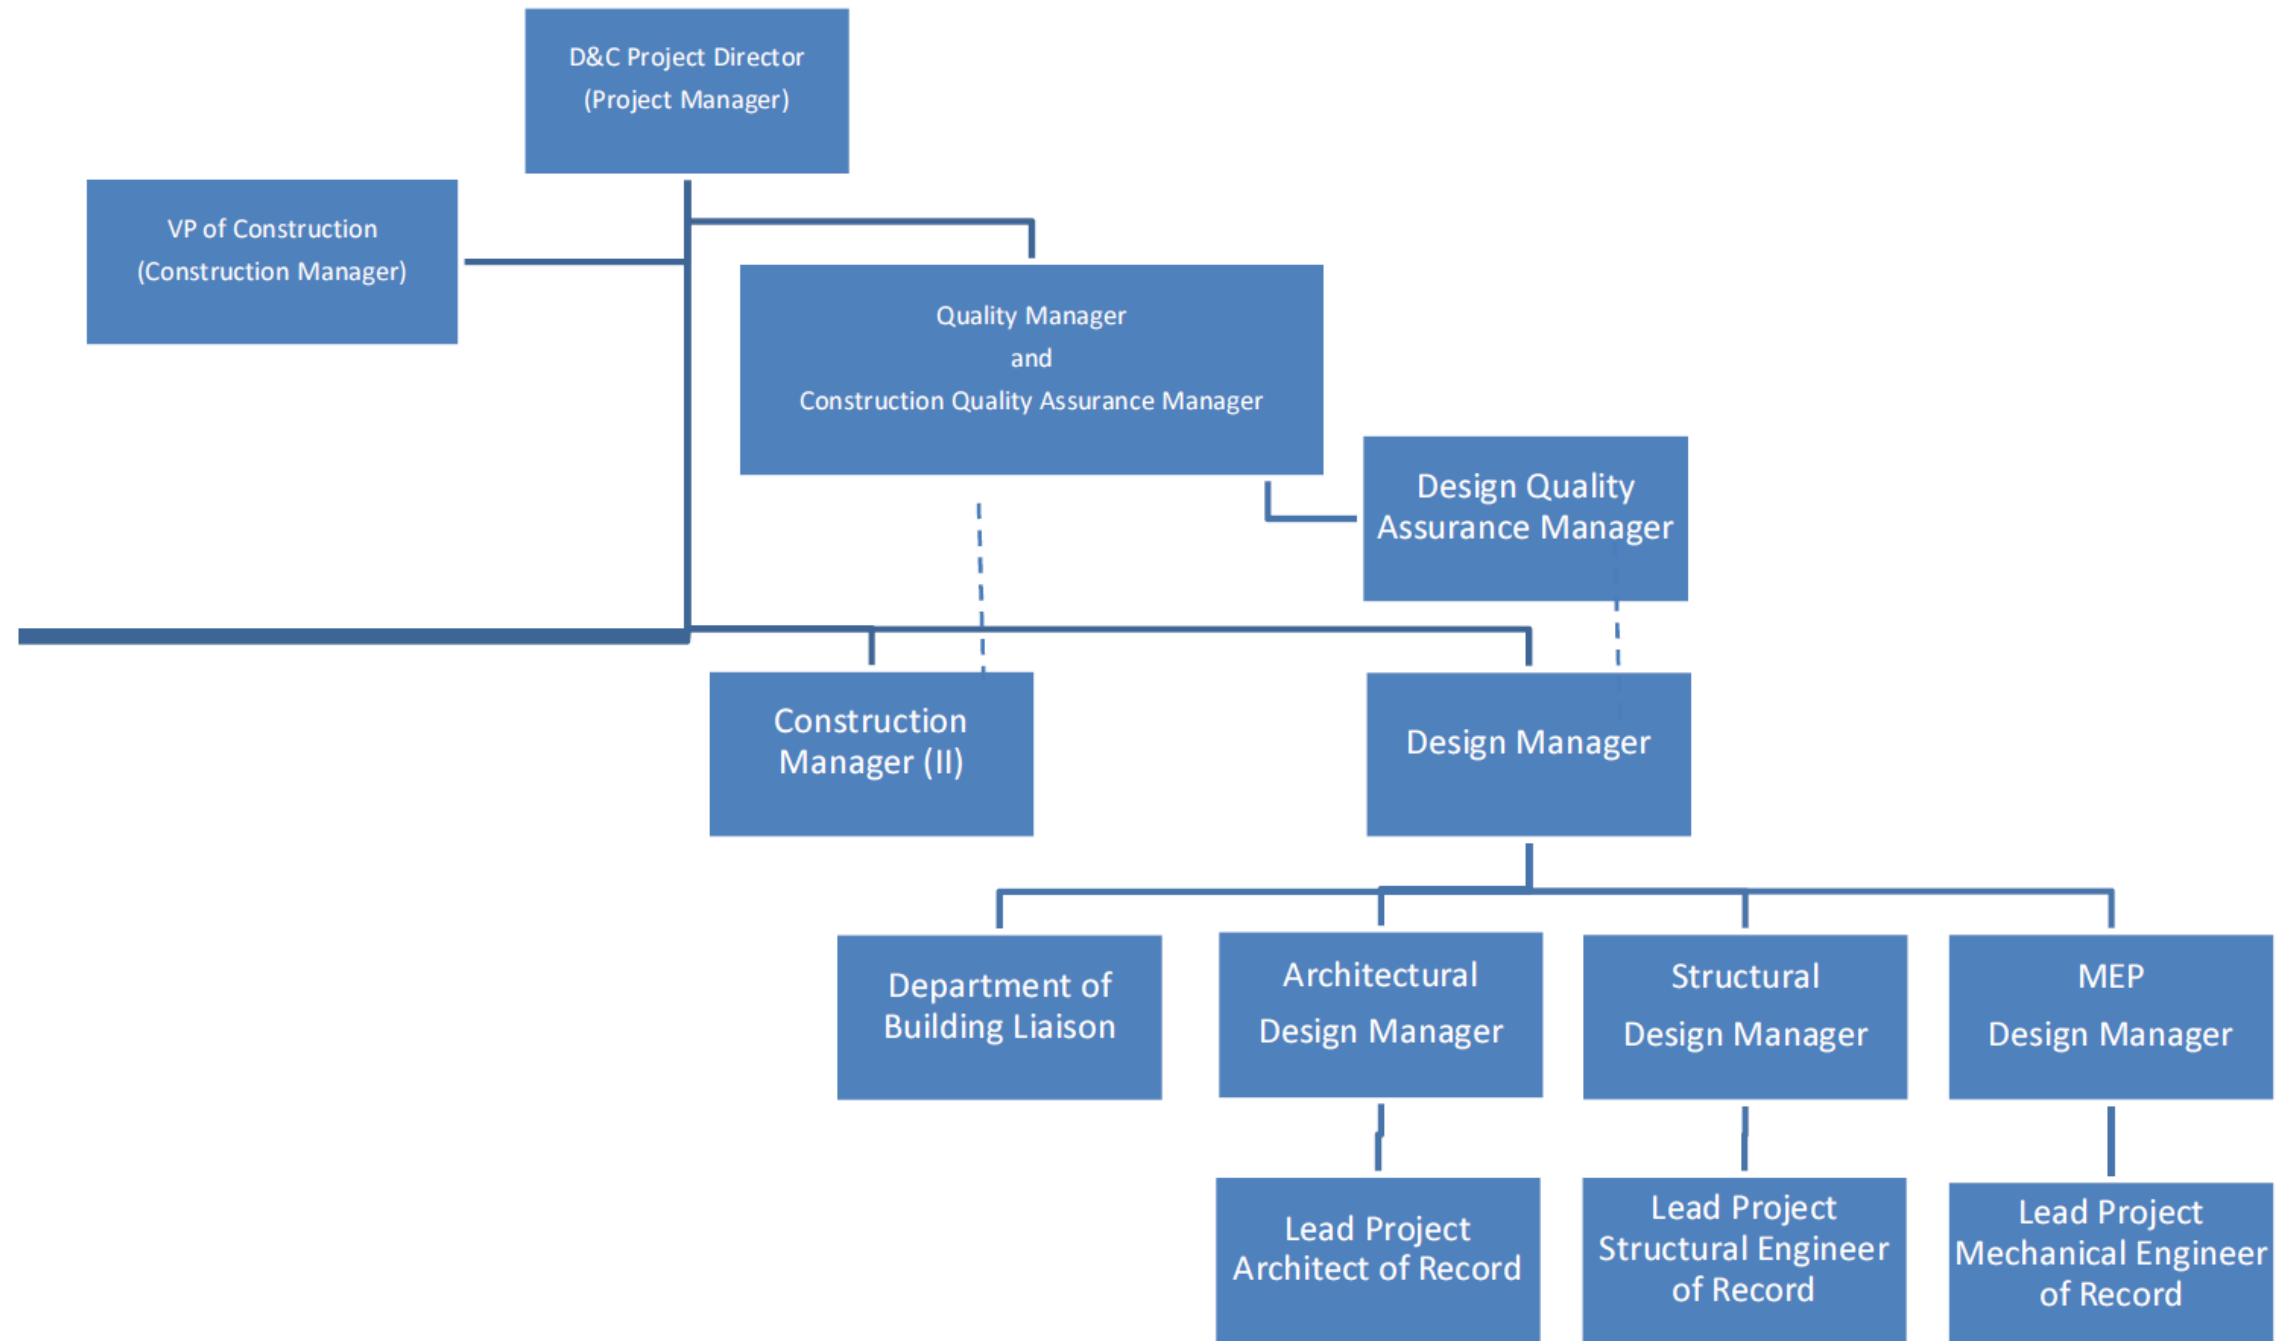 D&C Project Director
(Project Manager)
VP of Construction
(Construction Manager)
Quality Manager
and
Construction Quality Assurance Manager
Design Quality
Assurance Manager
Construction
Manager (II)
Design Manager
Department of
Building Liaison
Architectural
Design Manager
Structural
Design Manager
MEP
Design Manager
Lead Project
Architect of Record
Lead Project
Structural Engineer
of Record
Lead Project
Mechanical Engineer
of Record